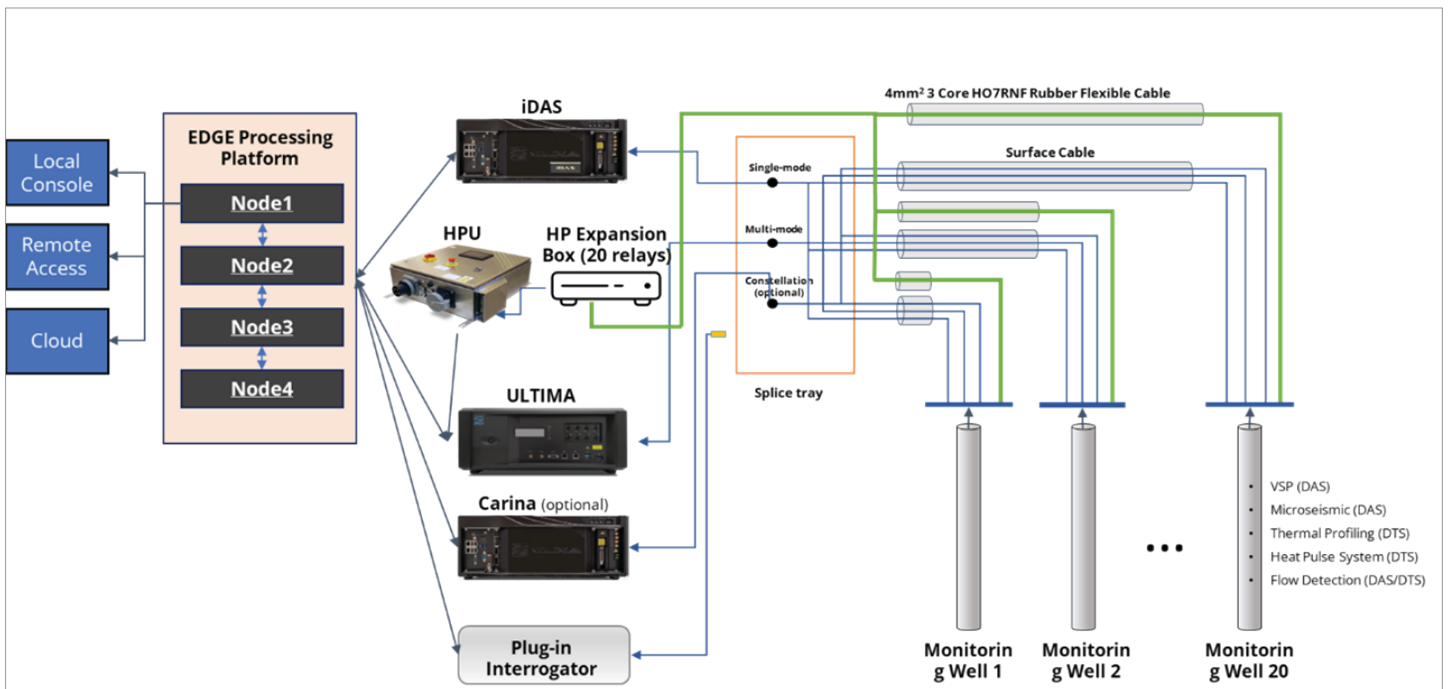 4mm² 3 Core HO7RNF Rubber Flexible Cable
iDAS
EDGE Processing
Platform
Local
Console
Surface Cable
Single-mode
Node1
Remote
Access
HPU
HP Expansion
Box (20 relays)
Multi-mode
Node2
Constellation
(optional)
Cloud
Node3
Node4
ULTIMA
Splice tray
Carina (optional)
VSP (DAS)
Microseismic (DAS)
Thermal Profiling (DTS)
Heat Pulse System (DTS)
Flow Detection (DAS/DTS)
...
Plug-in
Interrogator
Monitorin
g Well 1
Monitorin
g Well 2
Monitorin
g Well 20